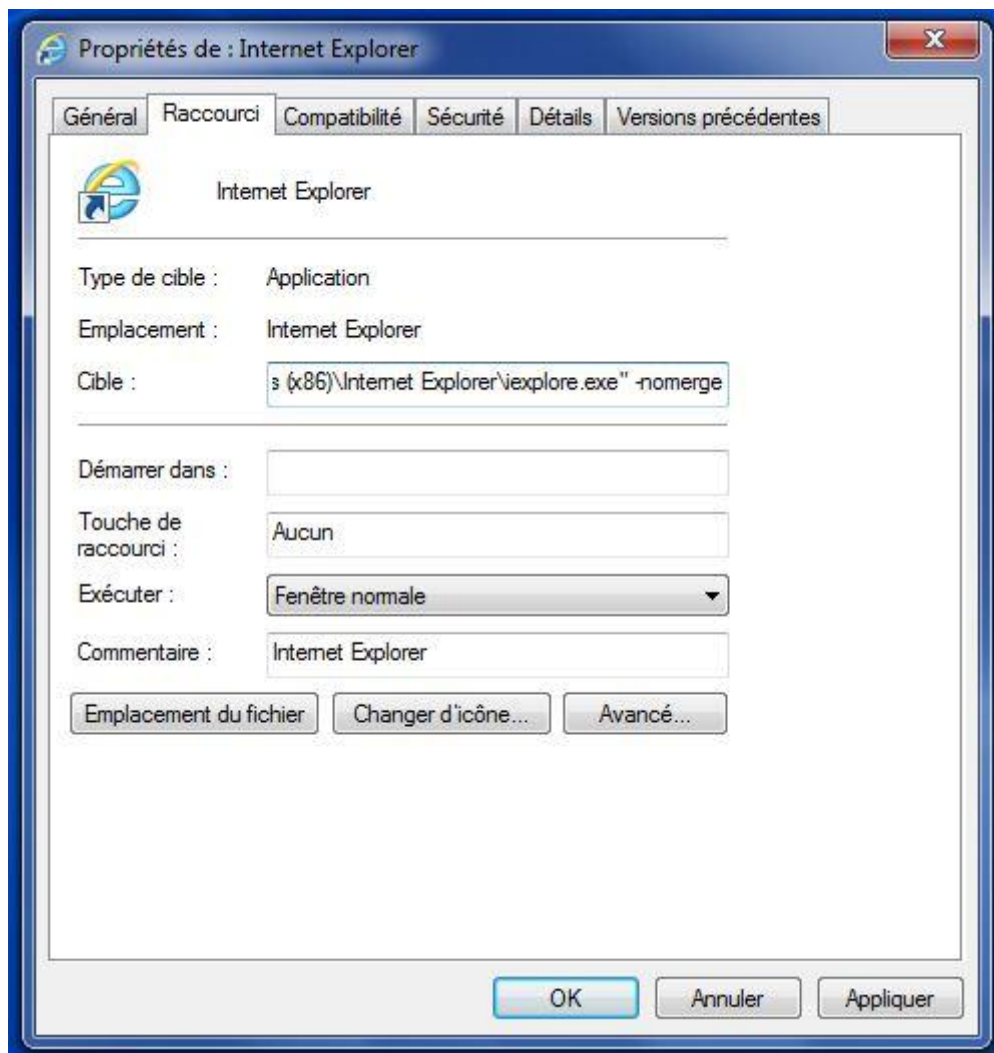 Propriétés de : Internet Explorer
Général Raccourci Compatibilité Sécurité Détails Versions précédentes
Internet Explorer
Type de cible : Application
Emplacement : Internet Explorer
Cible : s (x86)\Internet Explorer\iexplore.exe" -nomerge
Démarrer dans :
Touche de
raccourci : Aucun
Exécuter : Fenêtre normale
Commentaire : Internet Explorer
Emplacement du fichier Changer d'icône... Avancé...
OK Annuler Appliquer